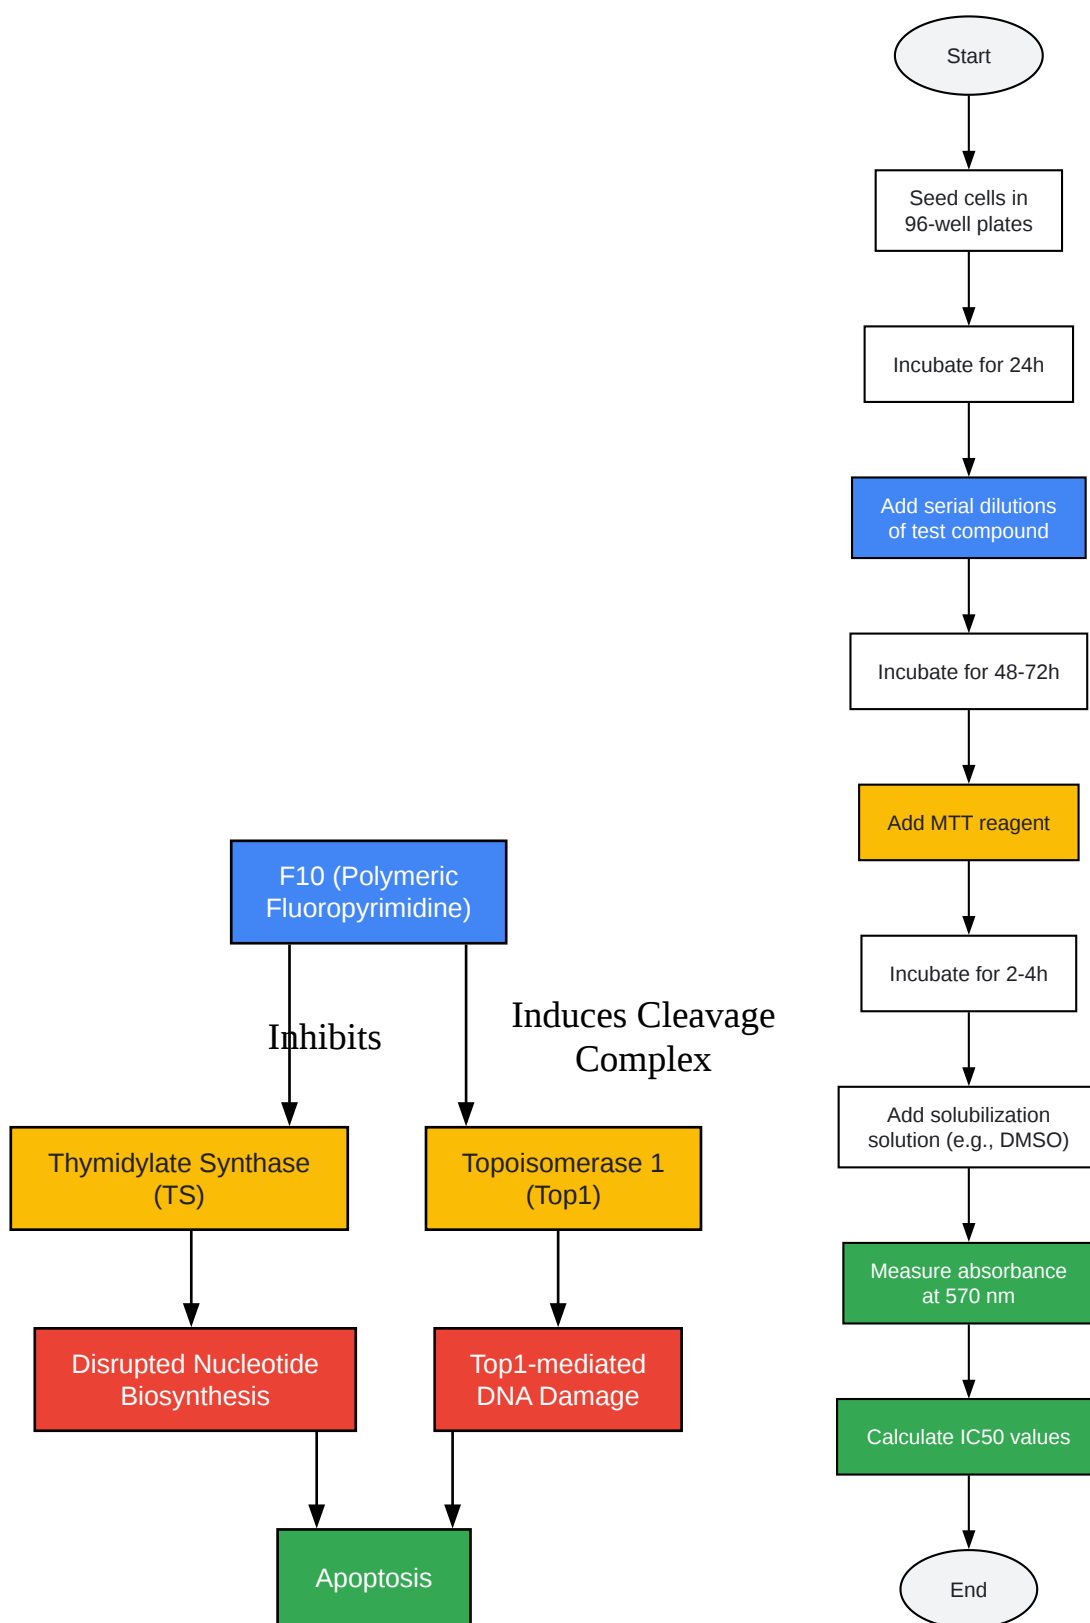 Start
Seed cells in
96-well plates
Incubate for 24h
Add serial dilutions
of test compound
Incubate for 48-72h
Add MTT reagent
Incubate for 2-4h
Add solubilization
solution (e.g., DMSO)
Measure absorbance
at 570 nm
Calculate IC50 values
End
F10 (Polymeric
Fluoropyrimidine)
Inhibits
Induces Cleavage
Complex
Thymidylate Synthase
(TS)
Topoisomerase 1
(Top1)
Disrupted Nucleotide
Biosynthesis
Top1-mediated
DNA Damage
Apoptosis